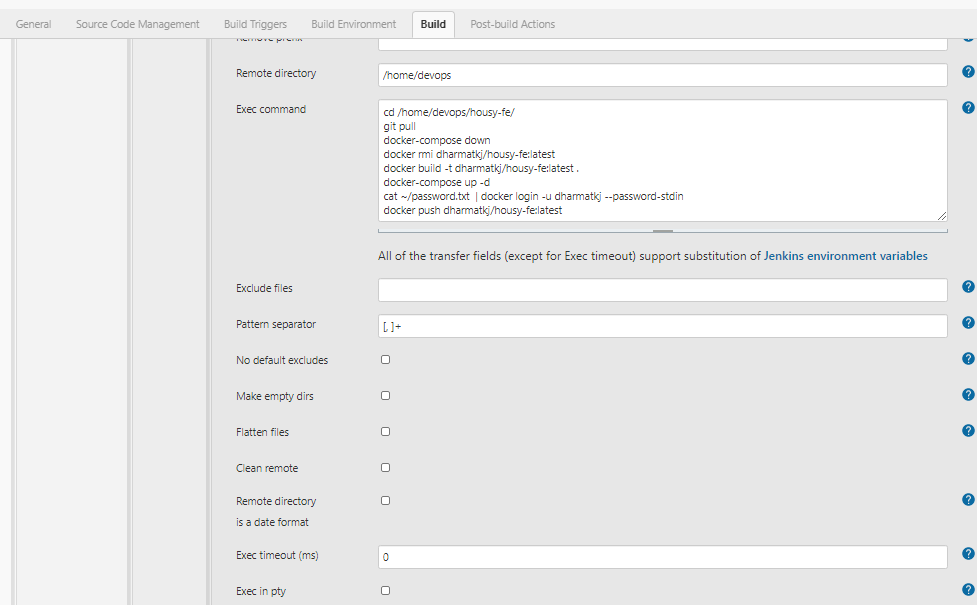 General
Source Code Management
Build Triggers
Build Environment
Build
Post-build Actions
Remove prefix
Remote directory
/home/devops
Exec command
cd /home/devops/housy-fe/
git pull
docker-compose down
docker rmi dharmatkj/housy-fe:latest
docker build -t dharmatkj/housy-fe:latest .
docker-compose up -d
cat ~/password.txt | docker login -u dharmatkj --password-stdin
docker push dharmatkj/housy-fe:latest
All of the transfer fields (except for Exec timeout) support substitution of Jenkins environment variables
Exclude files
Pattern separator
[, ]+
No default excludes
Make empty dirs
Flatten files
Clean remote
Remote directory
is a date format
Exec timeout (ms)
0
Exec in pty